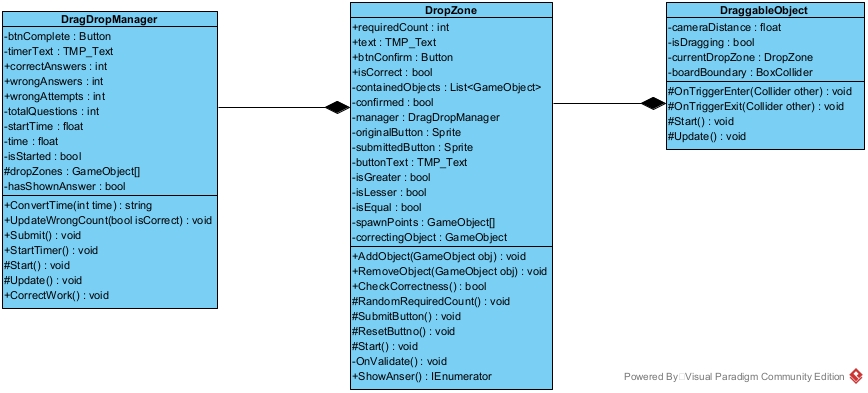 DragDropManager
-btnComplete : Button
-timerText : TMP_Text
+correctAnswers : int
+wrongAnswers : int
+wrongAttempts : int
-totalQuestions : int
-startTime : float
-time : float
-isStarted : bool
#dropZones : GameObject[]
-hasShownAnswer : bool
+ConvertTime(int time) : string
+UpdateWrongCount(bool isCorrect) : void
+Submit() : void
+StartTimer() : void
#Start() : void
#Update() : void
+CorrectWork() : void
DropZone
+requiredCount : int
+text : TMP_Text
+btnConfirm : Button
+isCorrect : bool
-containedObjects : List<GameObject>
-confirmed : bool
-manager : DragDropManager
-originalButton : Sprite
-submittedButton : Sprite
-buttonText : TMP_Text
-isGreater : bool
-isLesser : bool
-isEqual : bool
-spawnPoints : GameObject[]
-correctingObject : GameObject
+AddObject(GameObject obj) : void
+RemoveObject(GameObject obj) : void
+CheckCorrectness() : bool
#RandomRequiredCount() : void
#SubmitButton() : void
#ResetButtno() : void
#Start() : void
-OnValidate() : void
+ShowAnser() : IEnumerator
DraggableObject
-cameraDistance : float
-isDragging : bool
-currentDropZone : DropZone
-boardBoundary : BoxCollider
#OnTriggerEnter(Collider other) : void
#OnTriggerExit(Collider other) : void
#Start() : void
#Update() : void
Powered By Visual Paradigm Community Edition